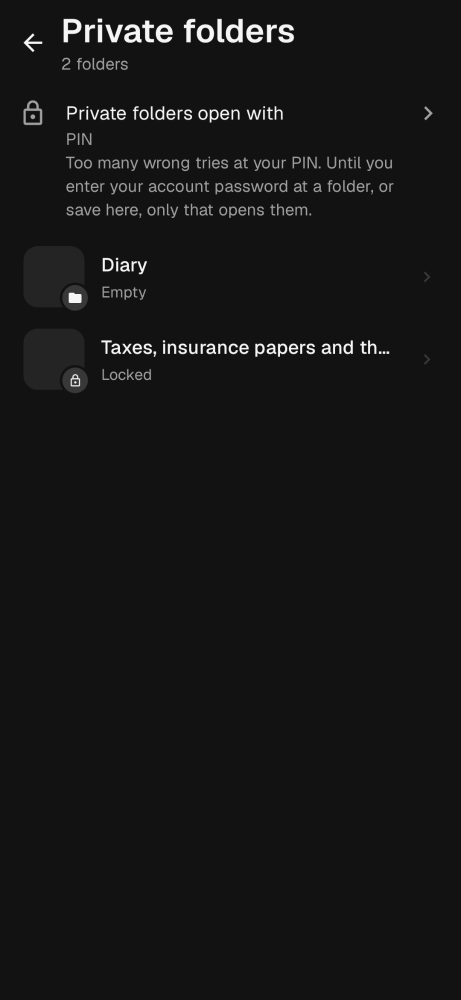 Private folders
2 folders
Private folders open with
PIN
Too many wrong tries at your PIN. Until you
enter your account password at a folder, or
save here, only that opens them.
Diary
Empty
Taxes, insurance papers and th...
Locked